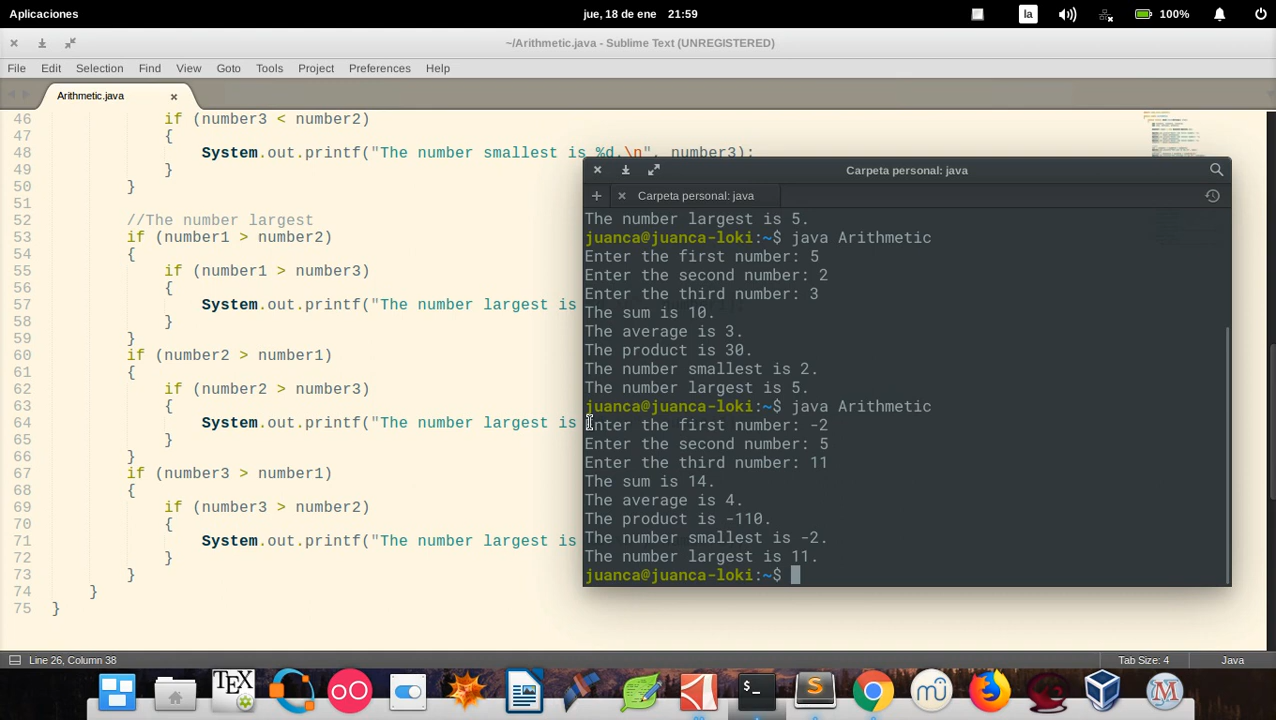 Aplicaciones
jue, 18 de ene 21:59
la
100%
~/Arithmetic.java - Sublime Text (UNREGISTERED)
File Edit Selection Find View Goto Tools Project Preferences Help
Arithmetic.java
46 if (number3 < number2)
47 {
48 System.out.printf("The number smallest is %d.\n", number3);
49 }
50 }
51
52 //The number largest
53 if (number1 > number2)
54 {
55 if (number1 > number3)
56 {
57 System.out.printf("The number largest is
58 }
59 }
60 if (number2 > number1)
61 {
62 if (number2 > number3)
63 {
64 System.out.printf("The number largest is
65 }
66 }
67 if (number3 > number1)
68 {
69 if (number3 > number2)
70 {
71 System.out.printf("The number largest is
72 }
73 }
74 }
75 }
Carpeta personal: java
Carpeta personal: java
The number largest is 5.
juanca@juanca-loki:~$ java Arithmetic
Enter the first number: 5
Enter the second number: 2
Enter the third number: 3
The sum is 10.
The average is 3.
The product is 30.
The number smallest is 2.
The number largest is 5.
juanca@juanca-loki:~$ java Arithmetic
Enter the first number: -2
Enter the second number: 5
Enter the third number: 11
The sum is 14.
The average is 4.
The product is -110.
The number smallest is -2.
The number largest is 11.
juanca@juanca-loki:~$
Line 26, Column 38
Tab Size: 4
Java
TEX